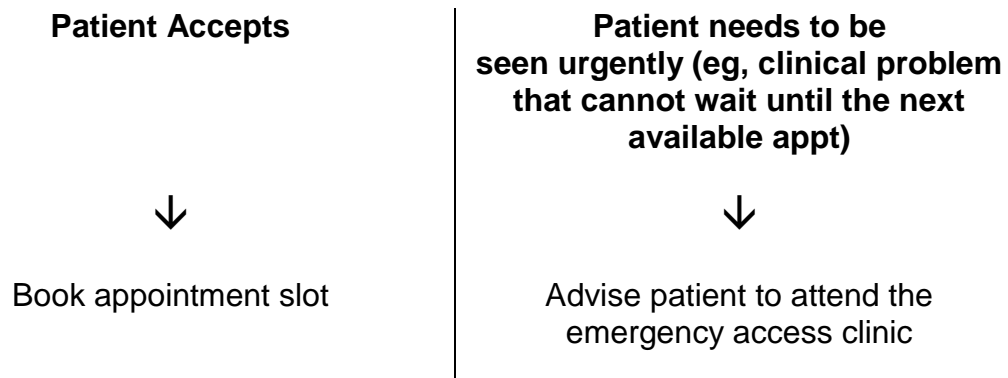 Patient Accepts
↓
Book appointment slot
Patient needs to be
seen urgently (eg, clinical problem
that cannot wait until the next
available appt)
↓
Advise patient to attend the
emergency access clinic